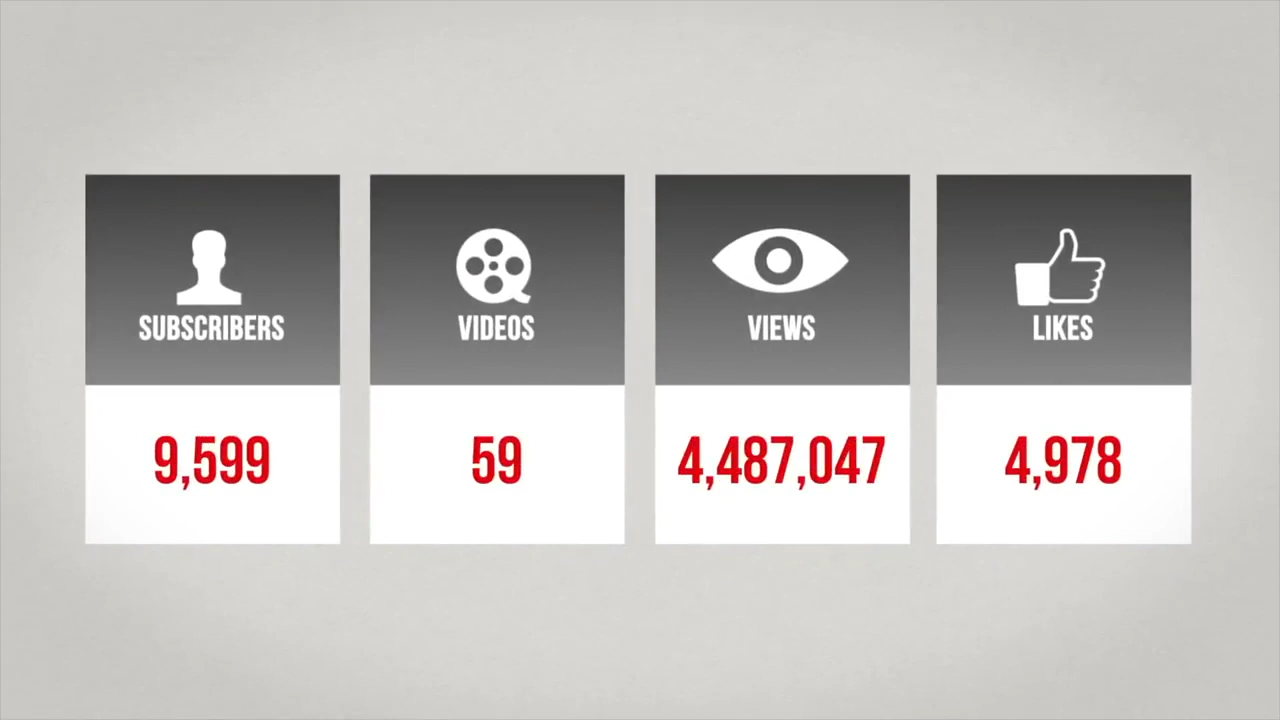 SUBSCRIBERS
VIDEOS
VIEWS
LIKES
9,599
59
4,487,047
4,978